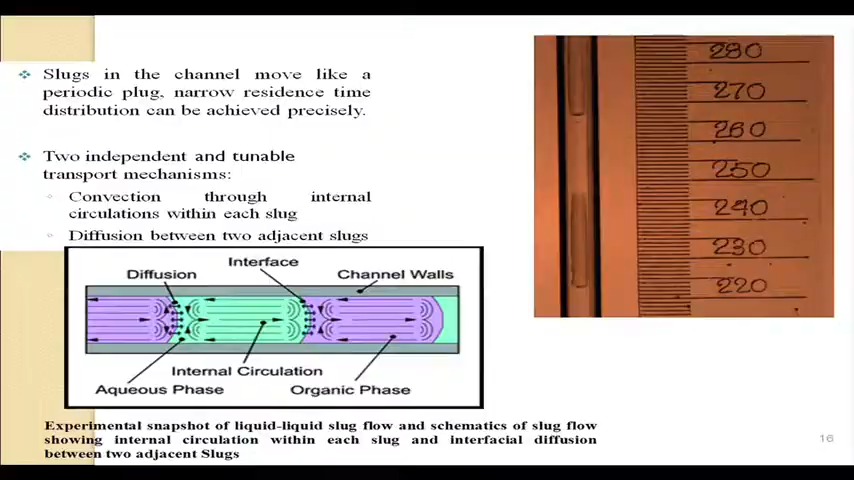 ❖ Slugs in the channel move like a
periodic plug, narrow residence time
distribution can be achieved precisely.
❖ Two independent and tunable
transport mechanisms:
◦ Convection through internal
circulations within each slug
◦ Diffusion between two adjacent slugs
Diffusion
Interface
Channel Walls
Internal Circulation
Aqueous Phase
Organic Phase
Experimental snapshot of liquid-liquid slug flow and schematics of slug flow
showing internal circulation within each slug and interfacial diffusion
between two adjacent Slugs
280
270
260
250
240
230
220
16